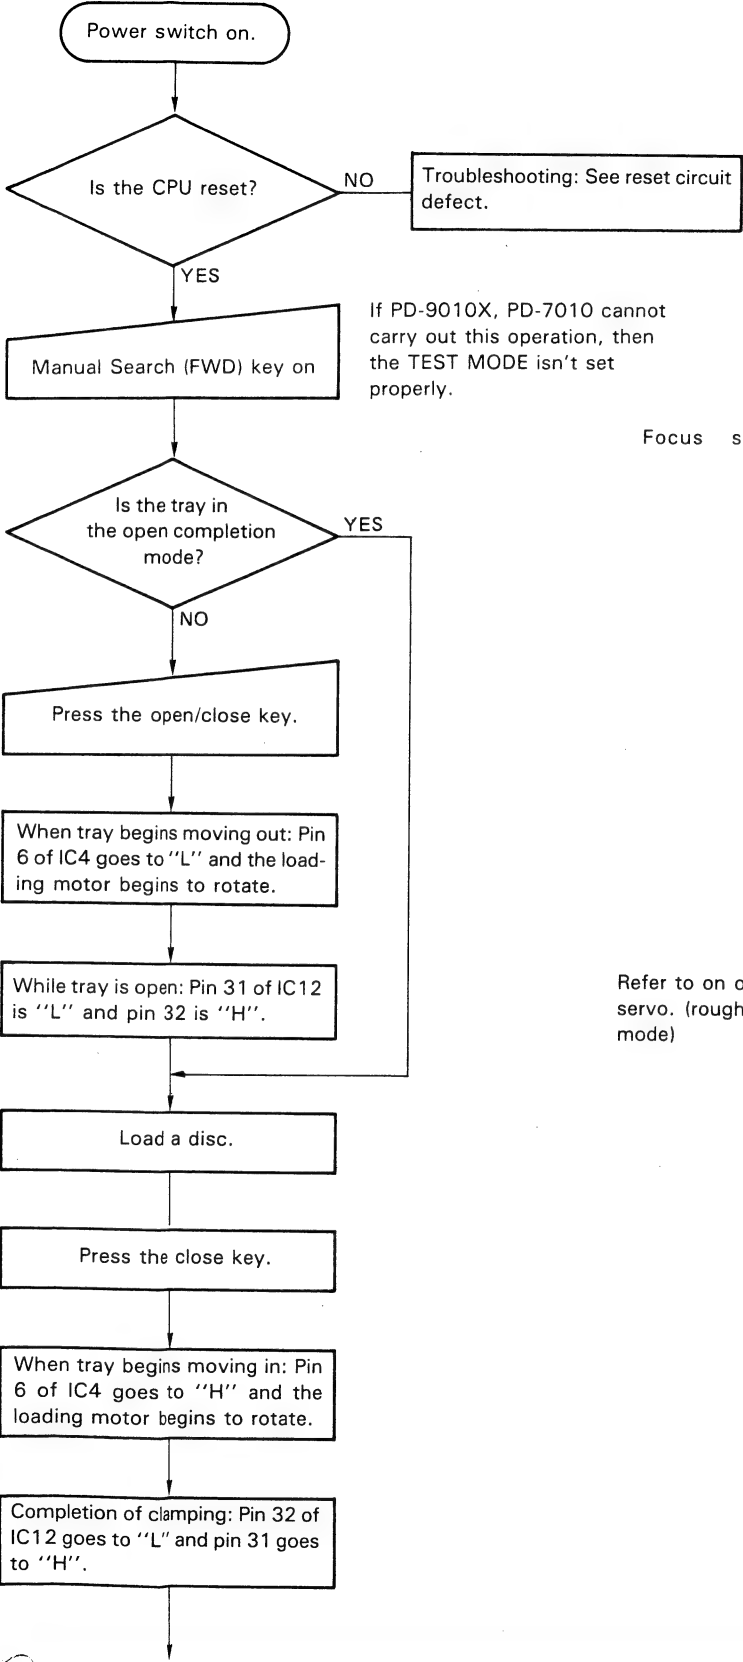 Power switch on.
Is the CPU reset?
NO
Troubleshooting: See reset circuit
defect.
YES
If PD-9010X, PD-7010 cannot
carry out this operation, then
the TEST MODE isn't set
properly.
Manual Search (FWD) key on
Focus s
Is the tray in
the open completion
mode?
YES
NO
Press the open/close key.
When tray begins moving out: Pin
6 of IC4 goes to ‘‘L’’ and the load-
ing motor begins to rotate.
While tray is open: Pin 31 of IC12
is ‘‘L’’ and pin 32 is ‘‘H’’.
Refer to on o
servo. (rough
mode)
Load a disc.
Press the close key.
When tray begins moving in: Pin
6 of IC4 goes to ‘‘H’’ and the
loading motor begins to rotate.
Completion of clamping: Pin 32 of
IC12 goes to ‘‘L’’ and pin 31 goes
to ‘‘H’’.